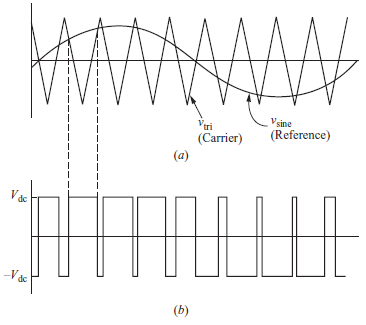 v_tri
(Carrier)
v_sine
(Reference)
(a)
V_dc
−V_dc
(b)